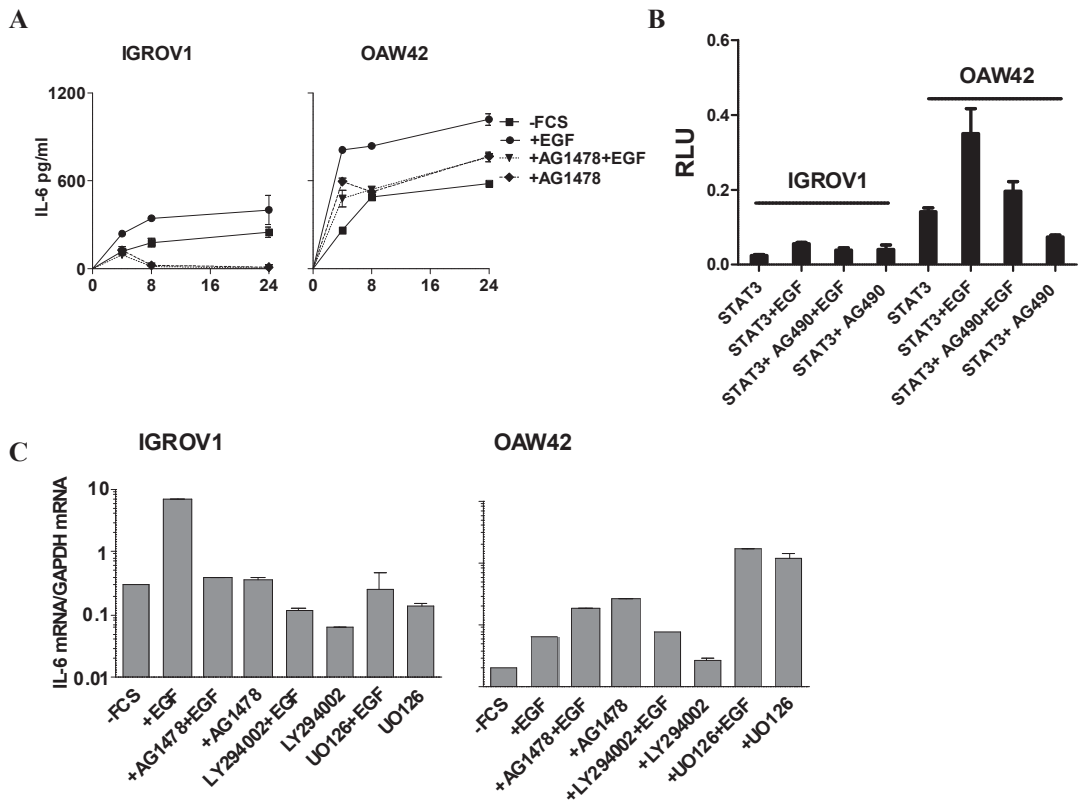 A
IGROV1
OAW42
IL-6 pg/ml
1200
600
0
0
8
16
24
0
8
16
24
-FCS
+EGF
+AG1478+EGF
+AG1478
B
RLU
0.6
0.4
0.2
0.0
IGROV1
OAW42
STAT3
STAT3+EGF
STAT3+ AG490+EGF
STAT3+ AG490
STAT3
STAT3+EGF
STAT3+ AG490+EGF
STAT3+ AG490
C
IGROV1
OAW42
IL-6 mRNA/GAPDH mRNA
10
1
0.1
0.01
-FCS
+EGF
+AG1478+EGF
+AG1478
LY294002+EGF
LY294002
UO126+EGF
UO126
-FCS
+EGF
+AG1478+EGF
+AG1478
+LY294002+EGF
+LY294002
+UO126+EGF
+UO126